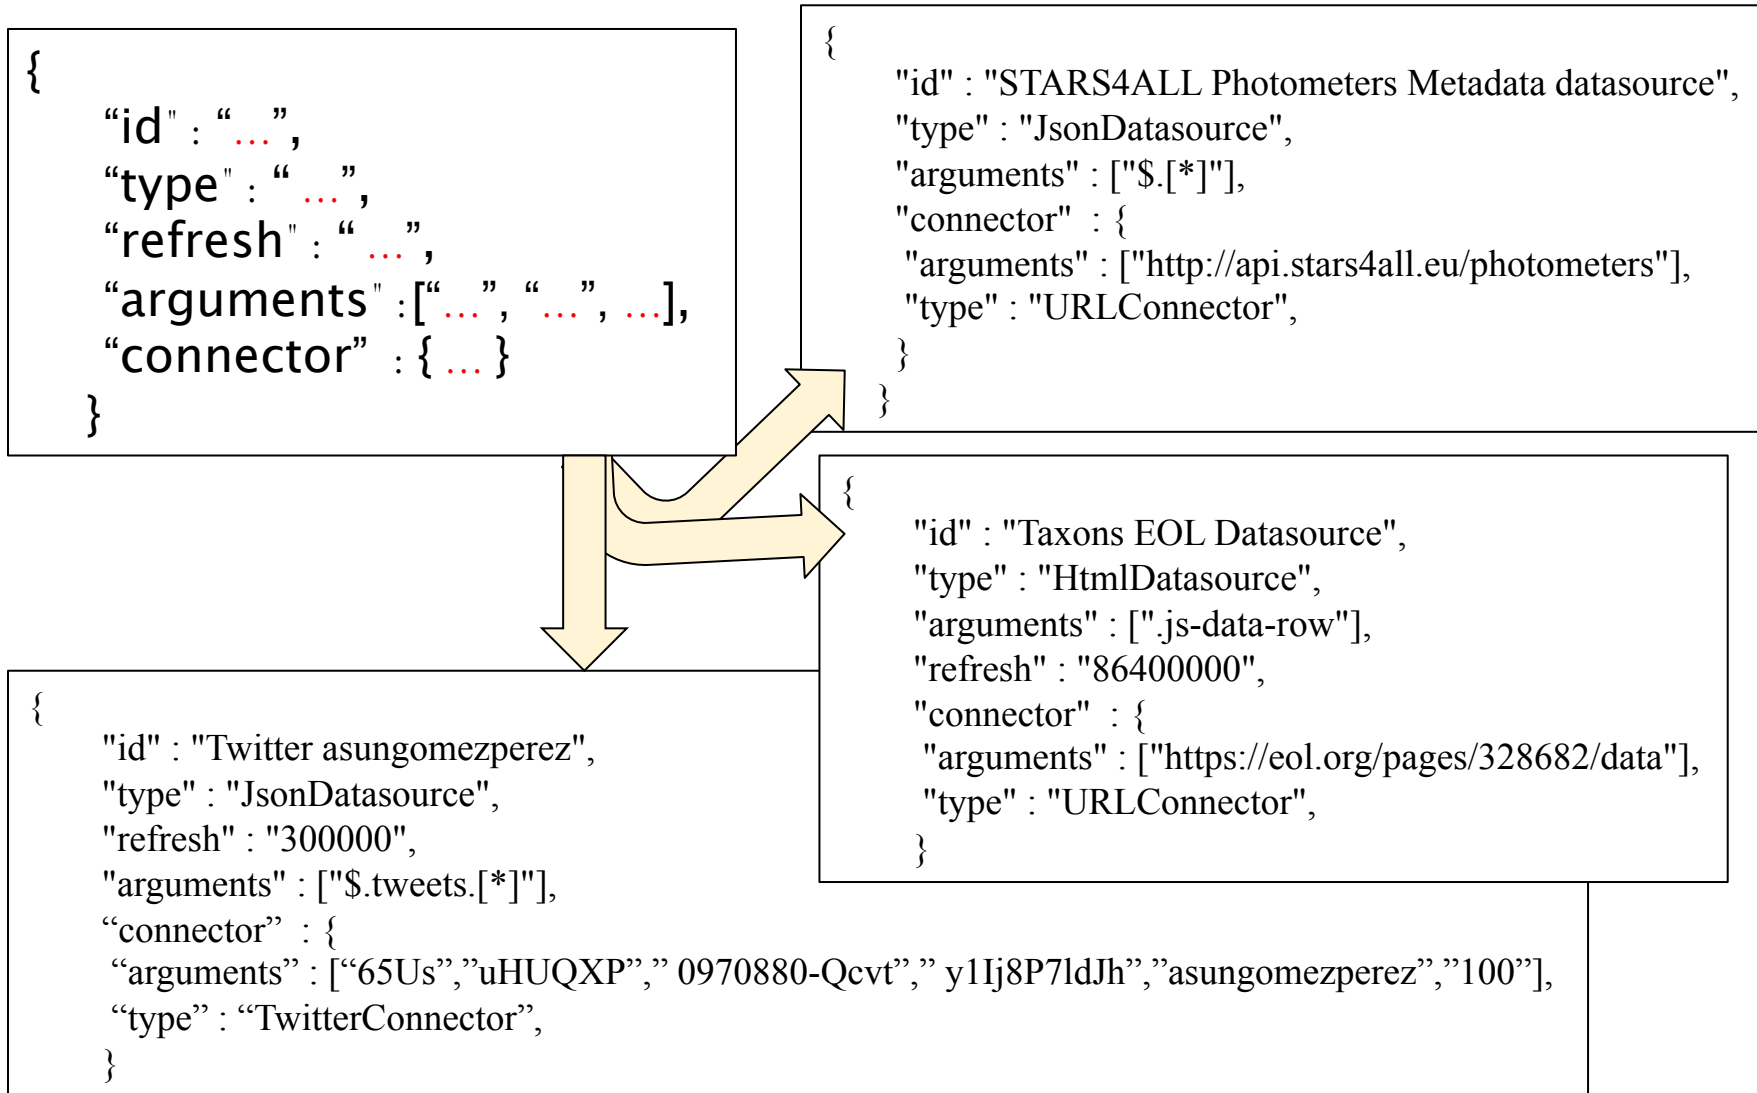 {
“id" : “...”,
“type" : “ ...”,
“refresh" : “ ...”,
“arguments" :[“...”, “...”, ...],
“connector” : { ... }
}
{
"id" : "STARS4ALL Photometers Metadata datasource",
"type" : "JsonDatasource",
"arguments" : ["$.[*]"],
"connector" : {
"arguments" : ["http://api.stars4all.eu/photometers"],
"type" : "URLConnector",
}
}
{
"id" : "Taxons EOL Datasource",
"type" : "HtmlDatasource",
"arguments" : [".js-data-row"],
"refresh" : "86400000",
"connector" : {
"arguments" : ["https://eol.org/pages/328682/data"],
"type" : "URLConnector",
}
{
"id" : "Twitter asungomezperez",
"type" : "JsonDatasource",
"refresh" : "300000",
"arguments" : ["$.tweets.[*]"],
“connector” : {
“arguments” : [“65Us”,”uHUQXP”,” 0970880-Qcvt”,” y1Ij8P7ldJh”,”asungomezperez”,”100”],
“type” : “TwitterConnector”,
}